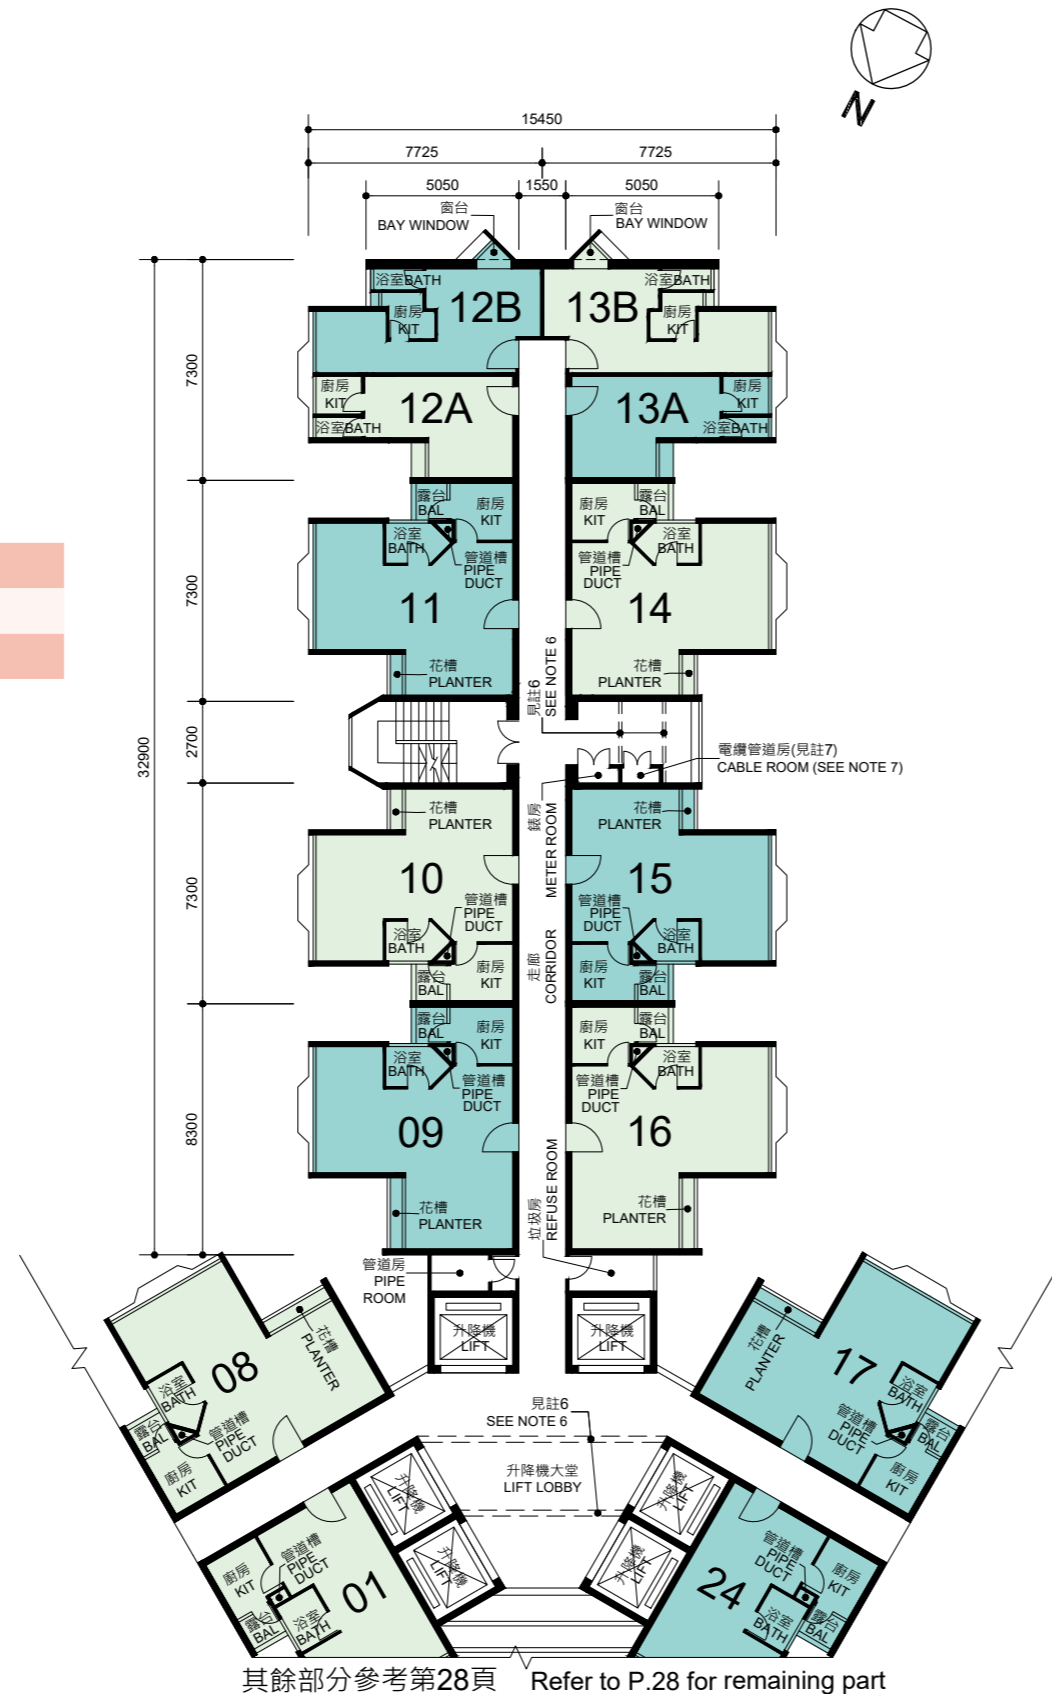 N
15450
7725
7725
5050
1550
5050
窗台
BAY WINDOW
窗台
BAY WINDOW
浴室BATH
廚房
KIT
12B
13B
浴室BATH
廚房
KIT
7300
廚房
KIT
浴室BATH
12A
13A
廚房
KIT
浴室BATH
露台
BAL
廚房
KIT
浴室
BATH
管道槽
PIPE
DUCT
11
花槽
PLANTER
廚房
KIT
露台
BAL
浴室
BATH
管道槽
PIPE
DUCT
14
花槽
PLANTER
7300
見註6
SEE NOTE 6
32900
2700
電纜管道房(見註7)
CABLE ROOM (SEE NOTE 7)
錶房
METER ROOM
花槽
PLANTER
10
管道槽
PIPE
DUCT
浴室
BATH
露台
BAL
廚房
KIT
花槽
PLANTER
15
管道槽
PIPE
DUCT
浴室
BATH
廚房
KIT
露台
BAL
7300
走廊
CORRIDOR
露台
BAL
廚房
KIT
浴室
BATH
管道槽
PIPE
DUCT
09
花槽
PLANTER
廚房
KIT
露台
BAL
浴室
BATH
管道槽
PIPE
DUCT
16
花槽
PLANTER
8300
垃圾房
REFUSE ROOM
管道房
PIPE
ROOM
升降機
LIFT
升降機
LIFT
花槽
PLANTER
08
浴室
BATH
露台
BAL
管道槽
PIPE
DUCT
廚房
KIT
花槽
PLANTER
17
浴室
BATH
管道槽
PIPE
DUCT
露台
BAL
廚房
KIT
見註6
SEE NOTE 6
升降機大堂
LIFT LOBBY
升降機
LIFT
升降機
LIFT
升降機
LIFT
升降機
LIFT
管道槽
PIPE
DUCT
廚房
KIT
01
露台
BAL
浴室
BATH
管道槽
PIPE
DUCT
廚房
KIT
24
浴室
BATH
露台
BAL
其餘部分參考第28頁 Refer to P.28 for remaining part